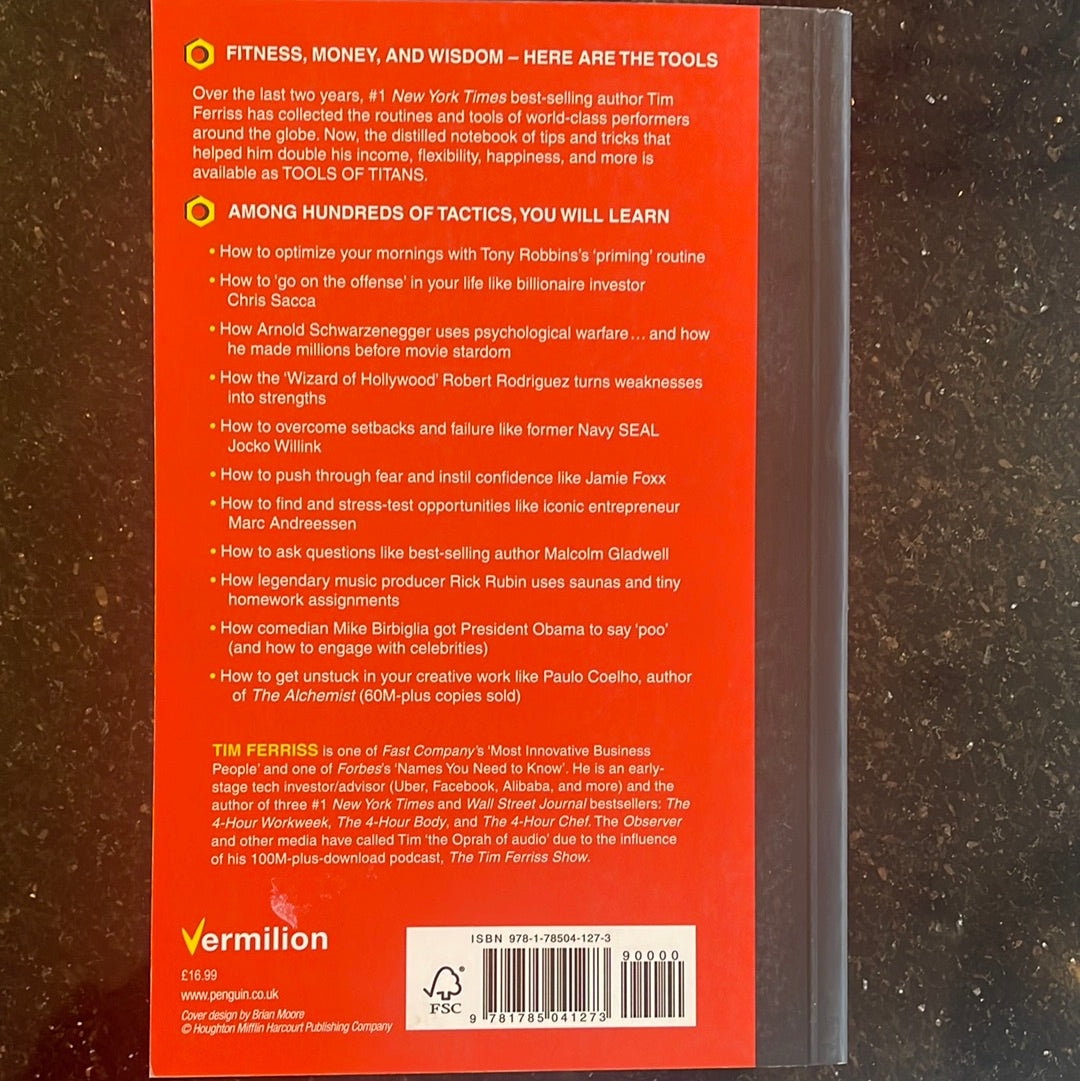 FITNESS, MONEY, AND WISDOM – HERE ARE THE TOOLS
Over the last two years, #1 New York Times best-selling author Tim
Ferriss has collected the routines and tools of world-class performers
around the globe. Now, the distilled notebook of tips and tricks that
helped him double his income, flexibility, happiness, and more is
available as TOOLS OF TITANS.
AMONG HUNDREDS OF TACTICS, YOU WILL LEARN
• How to optimize your mornings with Tony Robbins's 'priming' routine
• How to 'go on the offense' in your life like billionaire investor
Chris Sacca
• How Arnold Schwarzenegger uses psychological warfare... and how
he made millions before movie stardom
• How the 'Wizard of Hollywood' Robert Rodriguez turns weaknesses
into strengths
• How to overcome setbacks and failure like former Navy SEAL
Jocko Willink
• How to push through fear and instil confidence like Jamie Foxx
• How to find and stress-test opportunities like iconic entrepreneur
Marc Andreessen
• How to ask questions like best-selling author Malcolm Gladwell
• How legendary music producer Rick Rubin uses saunas and tiny
homework assignments
• How comedian Mike Birbiglia got President Obama to say 'poo'
(and how to engage with celebrities)
• How to get unstuck in your creative work like Paulo Coelho, author
of The Alchemist (60M-plus copies sold)
TIM FERRISS is one of Fast Company's 'Most Innovative Business
People' and one of Forbes's 'Names You Need to Know'. He is an early-
stage tech investor/advisor (Uber, Facebook, Alibaba, and more) and the
author of three #1 New York Times and Wall Street Journal bestsellers: The
4-Hour Workweek, The 4-Hour Body, and The 4-Hour Chef. The Observer
and other media have called Tim 'the Oprah of audio' due to the influence
of his 100M-plus-download podcast, The Tim Ferriss Show.
Vermilion
£16.99
www.penguin.co.uk
Cover design by Brian Moore
© Houghton Mifflin Harcourt Publishing Company
ISBN 978-1-78504-127-3
90000
FSC
9 781785 041273